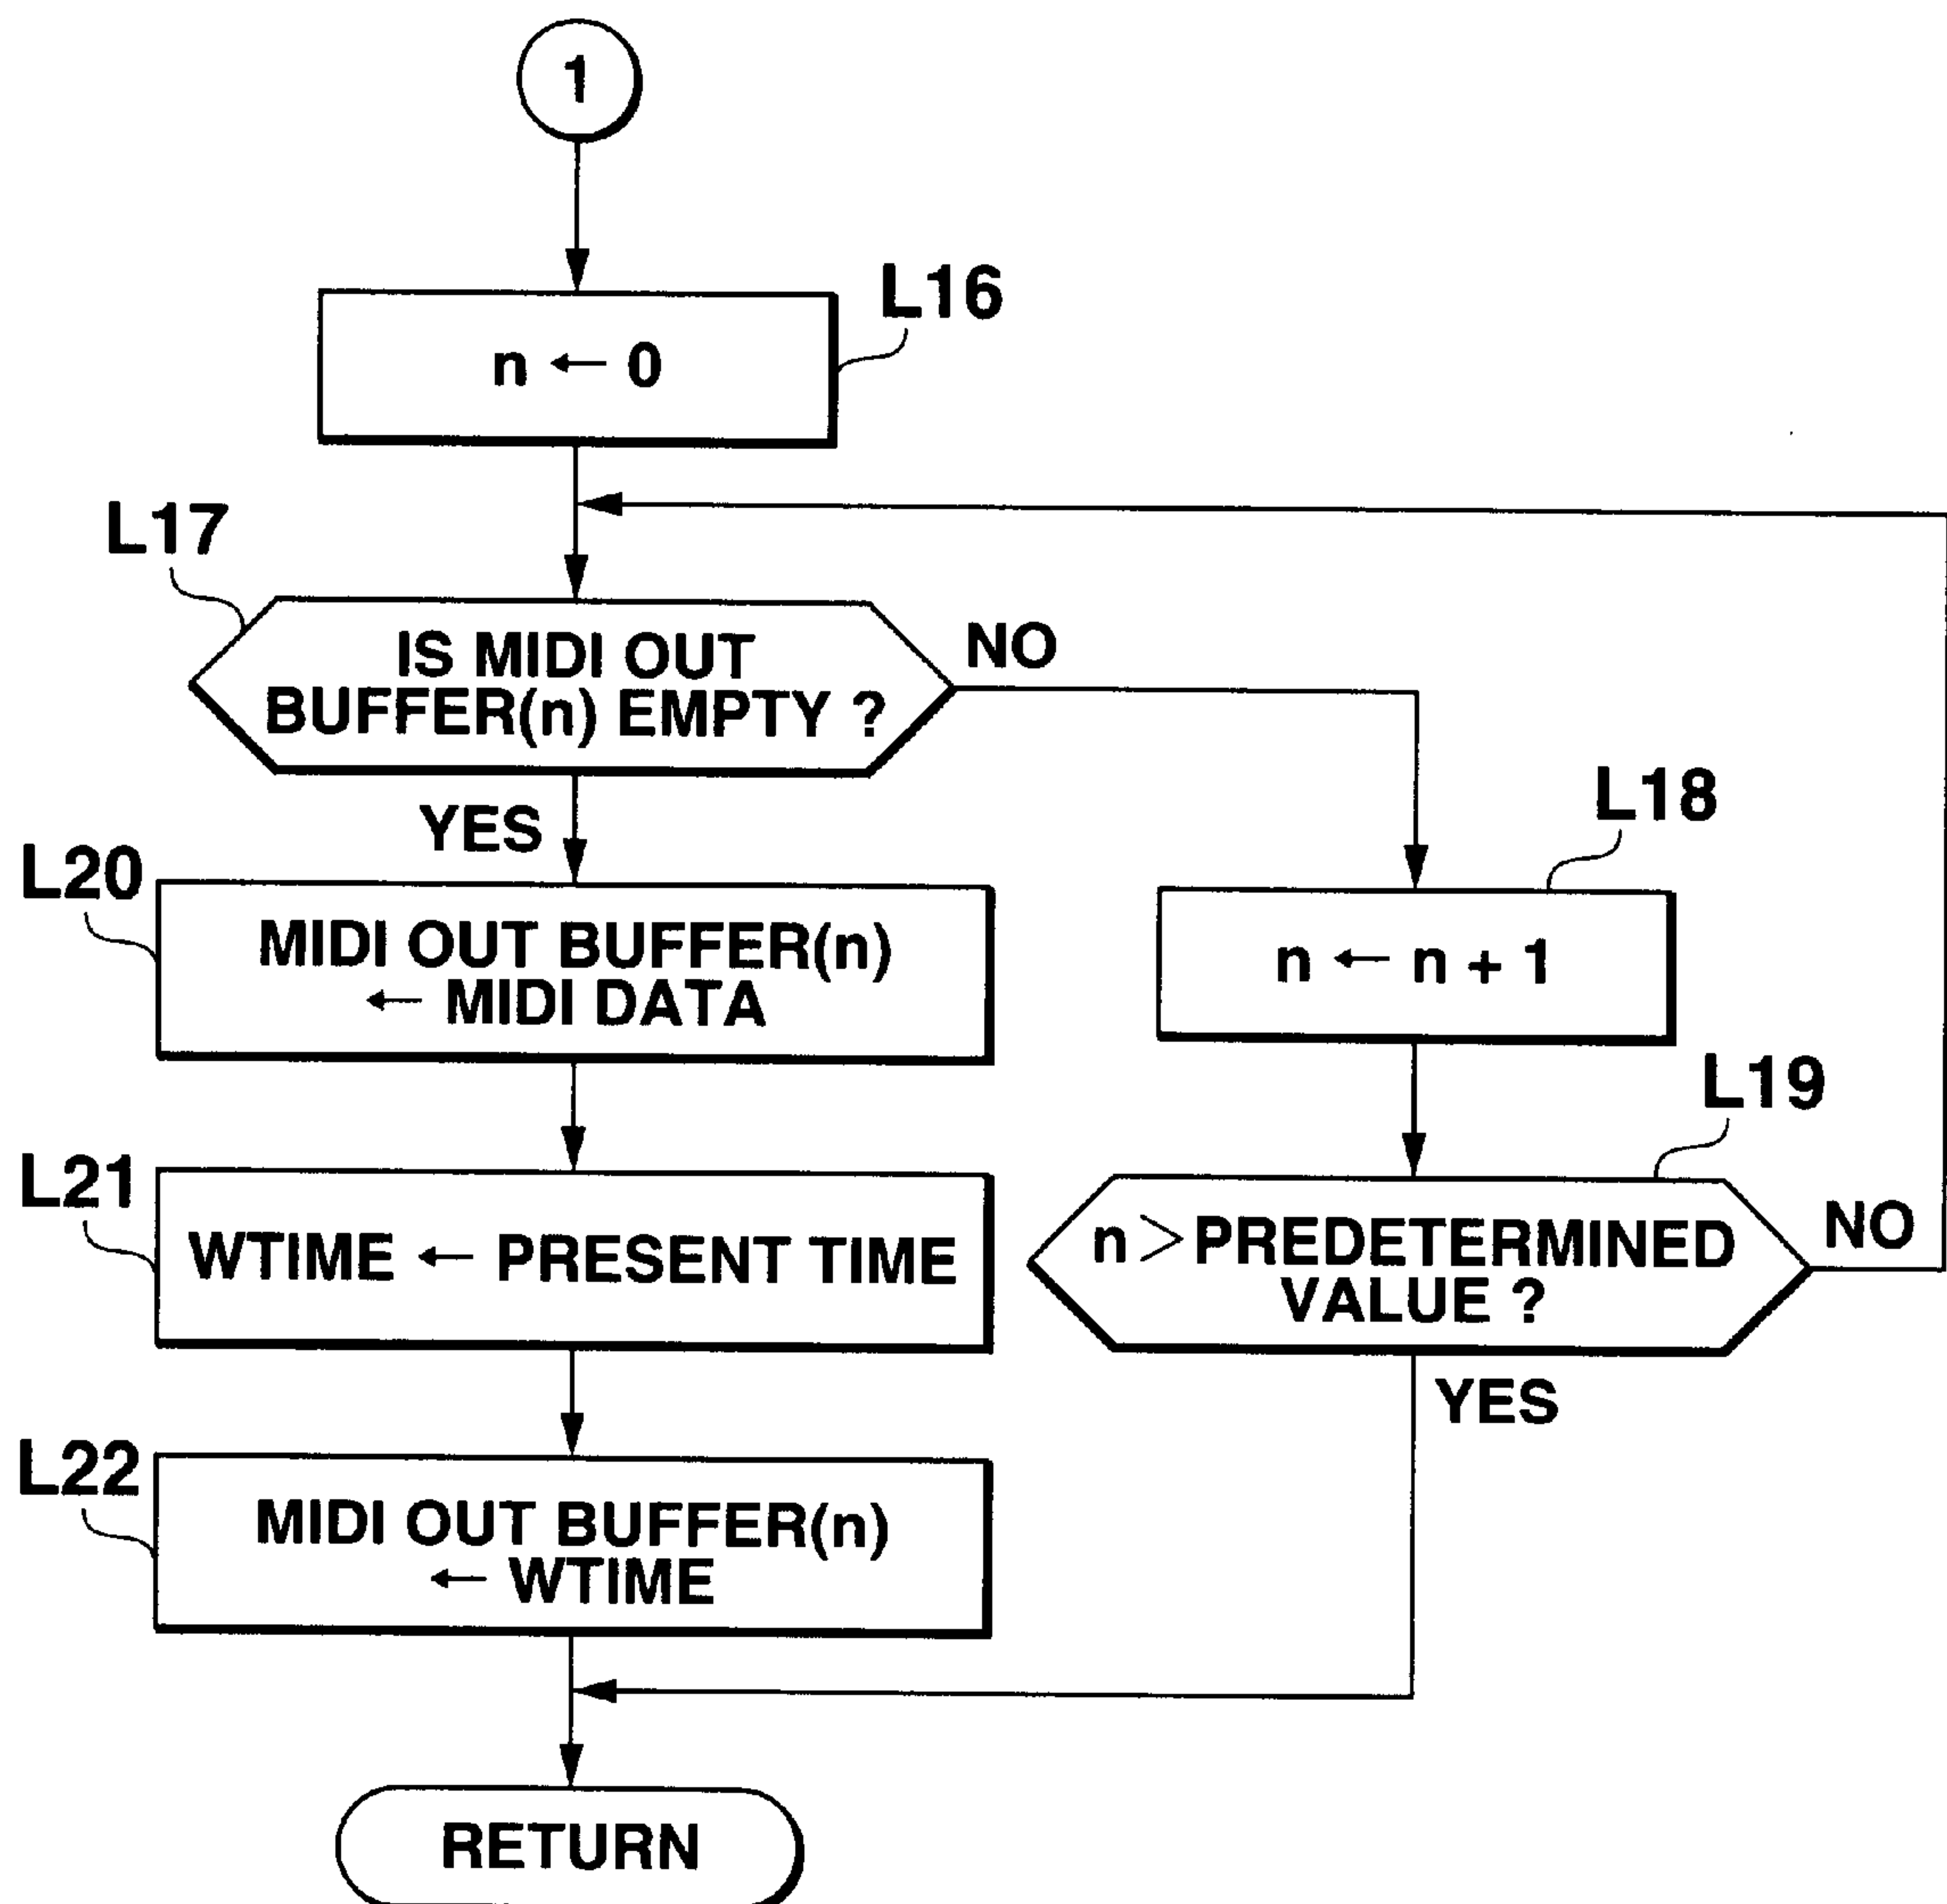 1
L16
n ← 0
L17
IS MIDI OUT
BUFFER(n) EMPTY ?
NO
YES
L18
n ← n + 1
L20
MIDI OUT BUFFER(n)
← MIDI DATA
L19
n > PREDETERMINED
VALUE ?
NO
YES
L21
WTIME ← PRESENT TIME
L22
MIDI OUT BUFFER(n)
← WTIME
RETURN